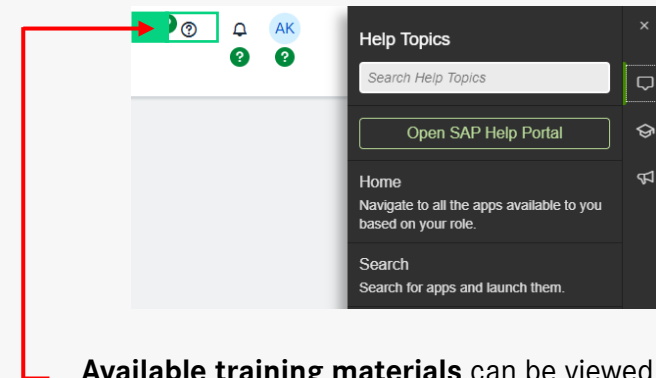 AK
Help Topics
Search Help Topics
Open SAP Help Portal
Home
Navigate to all the apps available to you
based on your role.
Search
Search for apps and launch them.
Available training materials can be viewed